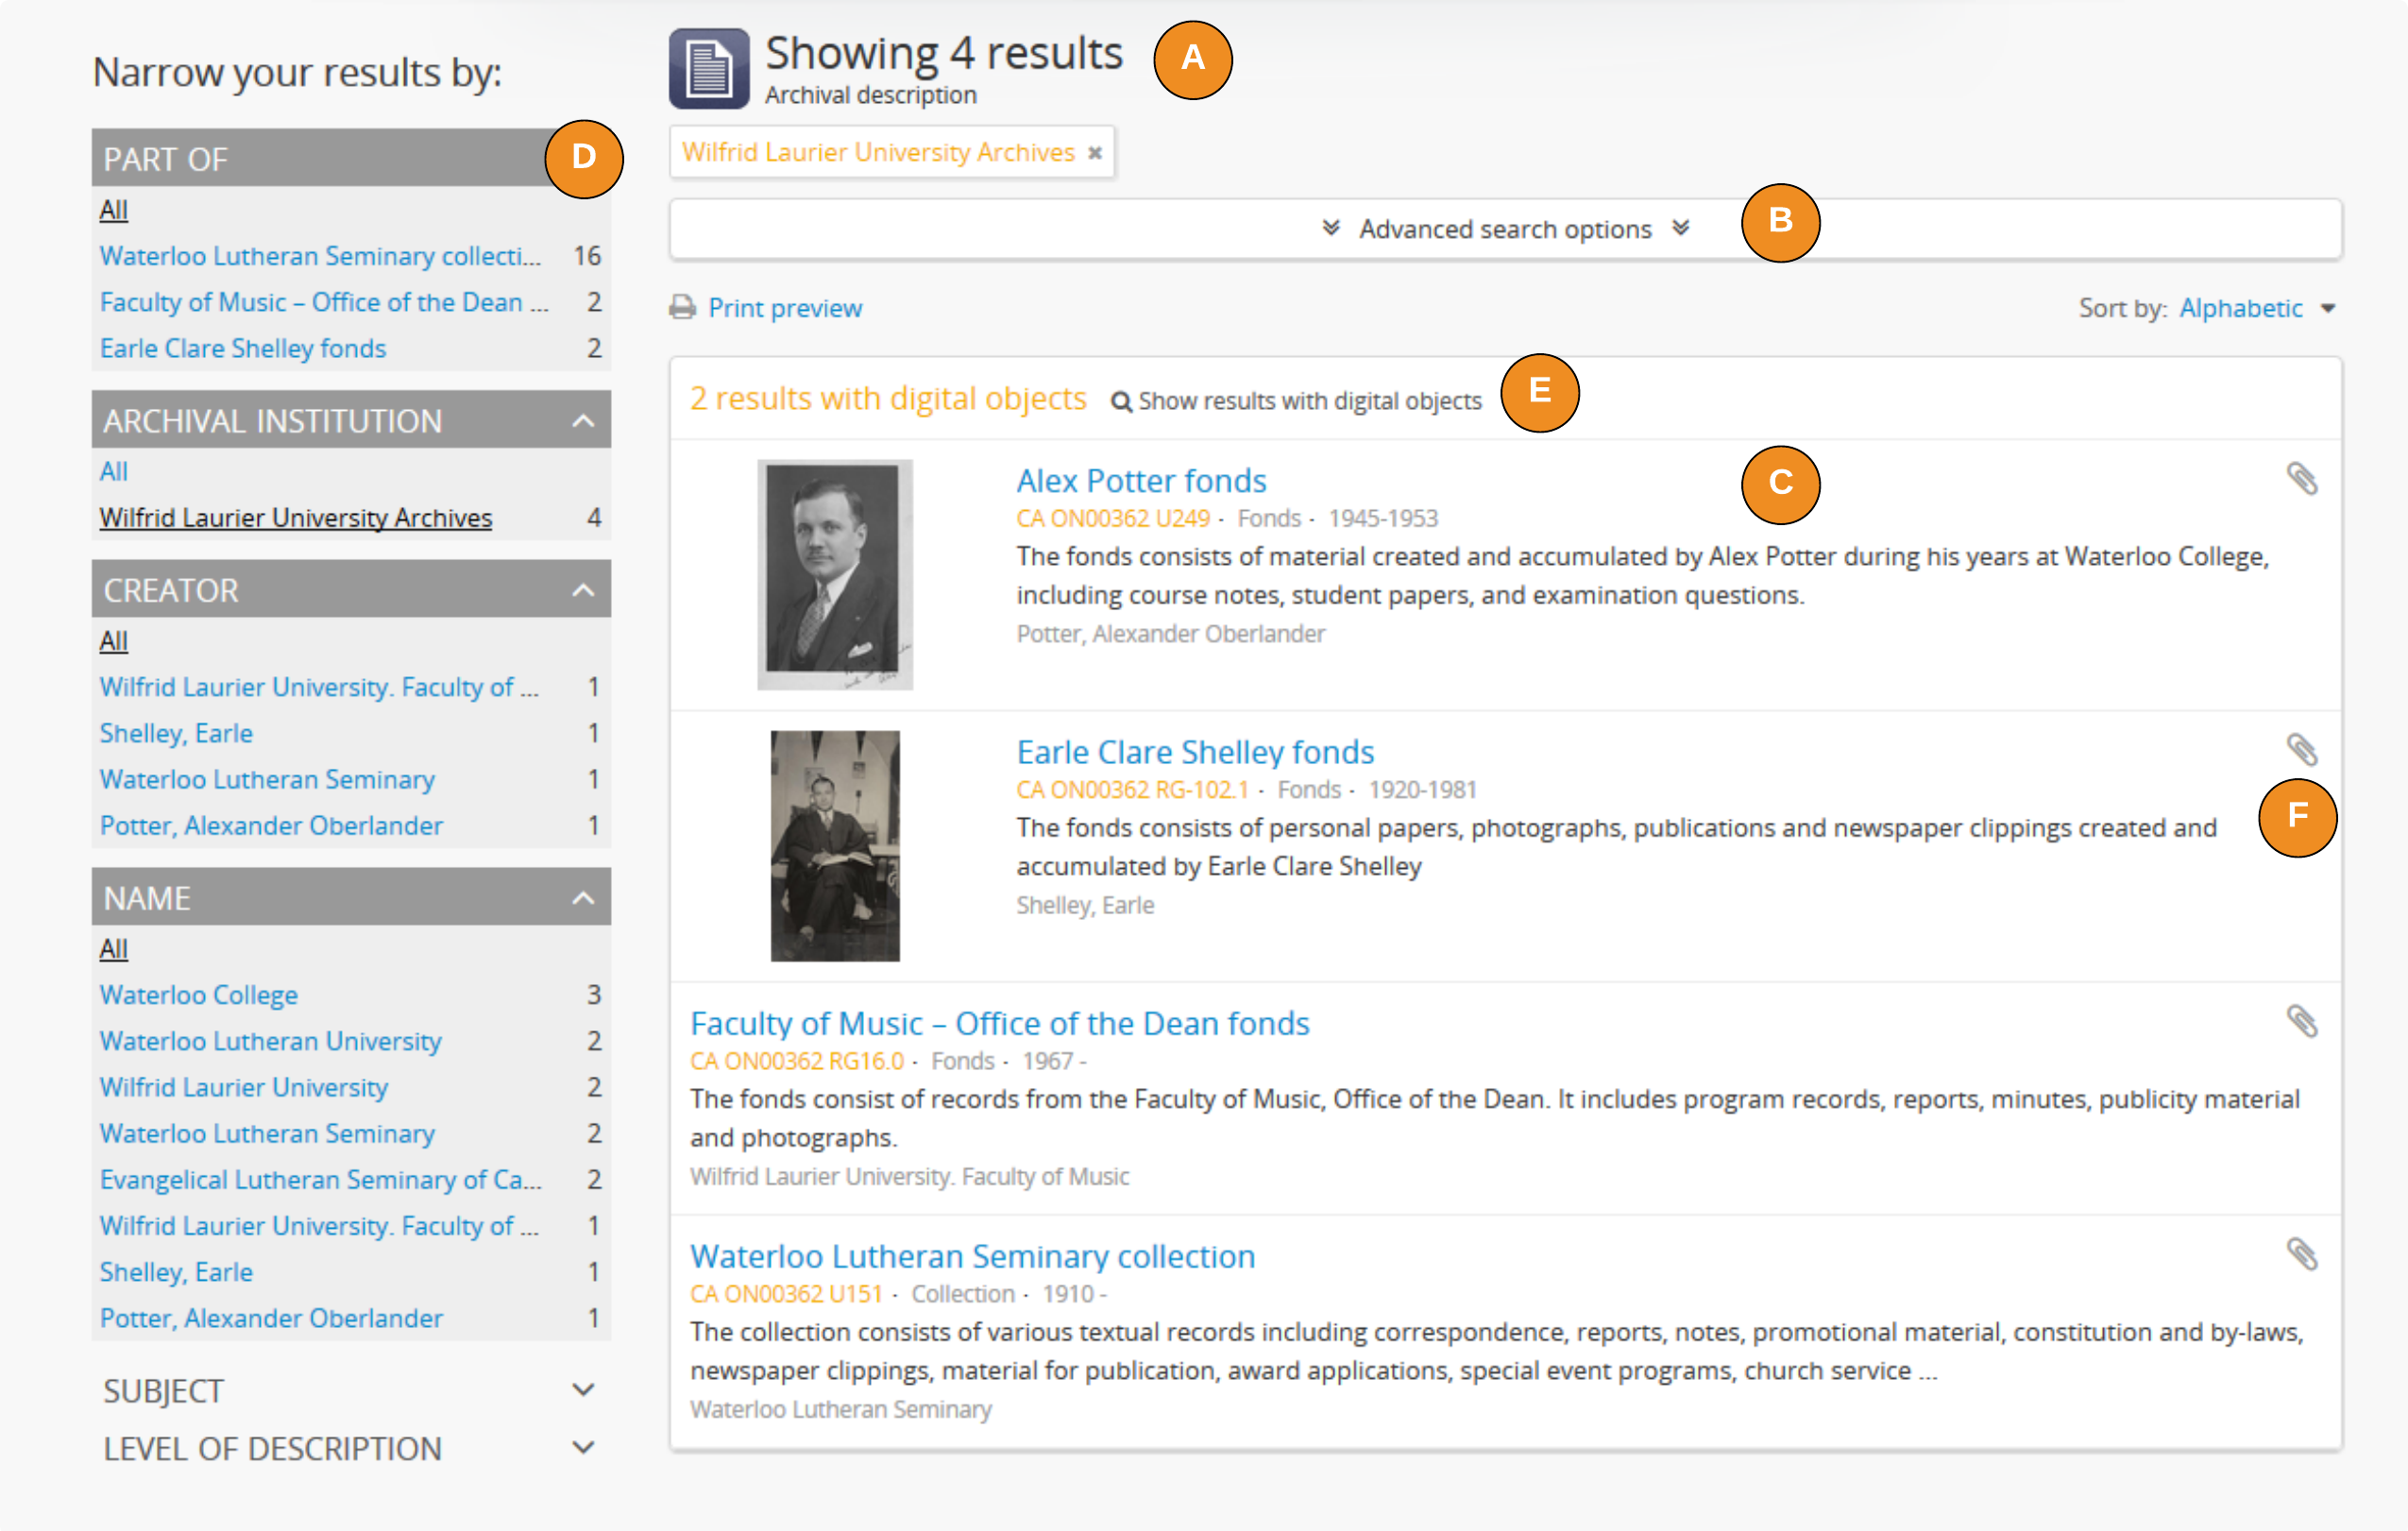 Narrow your results by:
PART OF
D
All
Waterloo Lutheran Seminary collecti... 16
Faculty of Music – Office of the Dean ... 2
Earle Clare Shelley fonds 2
ARCHIVAL INSTITUTION
All
Wilfrid Laurier University Archives 4
CREATOR
All
Wilfrid Laurier University. Faculty of ... 1
Shelley, Earle 1
Waterloo Lutheran Seminary 1
Potter, Alexander Oberlander 1
NAME
All
Waterloo College 3
Waterloo Lutheran University 2
Wilfrid Laurier University 2
Waterloo Lutheran Seminary 2
Evangelical Lutheran Seminary of Ca... 2
Wilfrid Laurier University. Faculty of ... 1
Shelley, Earle 1
Potter, Alexander Oberlander 1
SUBJECT
LEVEL OF DESCRIPTION
Showing 4 results
A
Archival description
Wilfrid Laurier University Archives
Advanced search options
B
Print preview
Sort by: Alphabetic
2 results with digital objects Show results with digital objects
E
Alex Potter fonds
C
CA ON00362 U249 · Fonds · 1945-1953
The fonds consists of material created and accumulated by Alex Potter during his years at Waterloo College,
including course notes, student papers, and examination questions.
Potter, Alexander Oberlander
Earle Clare Shelley fonds
CA ON00362 RG-102.1 · Fonds · 1920-1981
F
The fonds consists of personal papers, photographs, publications and newspaper clippings created and
accumulated by Earle Clare Shelley
Shelley, Earle
Faculty of Music – Office of the Dean fonds
CA ON00362 RG16.0 · Fonds · 1967 -
The fonds consist of records from the Faculty of Music, Office of the Dean. It includes program records, reports, minutes, publicity material
and photographs.
Wilfrid Laurier University. Faculty of Music
Waterloo Lutheran Seminary collection
CA ON00362 U151 · Collection · 1910 -
The collection consists of various textual records including correspondence, reports, notes, promotional material, constitution and by-laws,
newspaper clippings, material for publication, award applications, special event programs, church service ...
Waterloo Lutheran Seminary